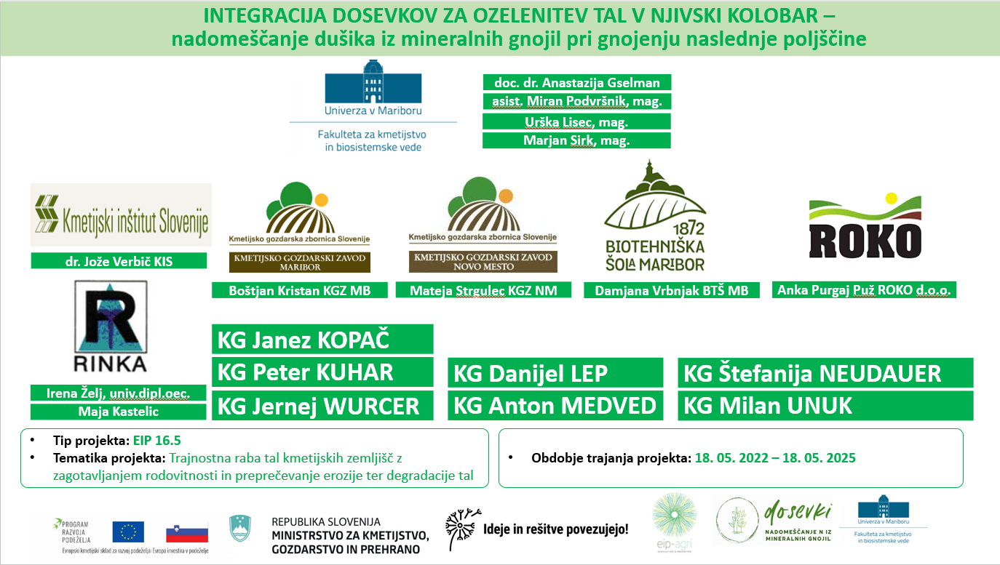 INTEGRACIJA DOSEVKOV ZA OZELENITEV TAL V NJIVSKI KOLOBAR –
nadomeščanje dušika iz mineralnih gnojil pri gnojenju naslednje poljščine
Univerza v Mariboru
Fakulteta za kmetijstvo
in biosistemske vede
doc. dr. Anastazija Gselman
asist. Miran Podvršnik, mag.
Urška Lisec, mag.
Marjan Sirk, mag.
Kmetijski inštitut Slovenije
dr. Jože Verbič KIS
Kmetijsko gozdarska zbornica Slovenije
KMETIJSKO GOZDARSKI ZAVOD
MARIBOR
Boštjan Kristan KGZ MB
Kmetijsko gozdarska zbornica Slovenije
KMETIJSKO GOZDARSKI ZAVOD
NOVO MESTO
Mateja Strgulec KGZ NM
1872
BIOTEHNIŠKA
ŠOLA MARIBOR
Damjana Vrbnjak BTŠ MB
ROKO
Anka Purgaj Puž ROKO d.o.o.
R
RINKA
Irena Želj, univ.dipl.oec.
Maja Kastelic
KG Janez KOPAČ
KG Peter KUHAR
KG Jernej WURCER
KG Danijel LEP
KG Anton MEDVED
KG Štefanija NEUDAUER
KG Milan UNUK
• Tip projekta: EIP 16.5
• Tematika projekta: Trajnostna raba tal kmetijskih zemljišč z
zagotavljanjem rodovitnosti in preprečevanje erozije ter degradacije tal
• Obdobje trajanja projekta: 18. 05. 2022 – 18. 05. 2025
PROGRAM
RAZVOJA
PODEŽELJA
Evropski kmetijski sklad za razvoj podeželja: Evropa investira v podeželje
REPUBLIKA SLOVENIJA
MINISTRSTVO ZA KMETIJSTVO,
GOZDARSTVO IN PREHRANO
Ideje in rešitve povezujejo!
eip-agri
AGRICULTURE & INNOVATION
dosevki
NADOMEŠČANJE N IZ
MINERALNIH GNOJIL
Univerza v Mariboru
Fakulteta za kmetijstvo
in biosistemske vede